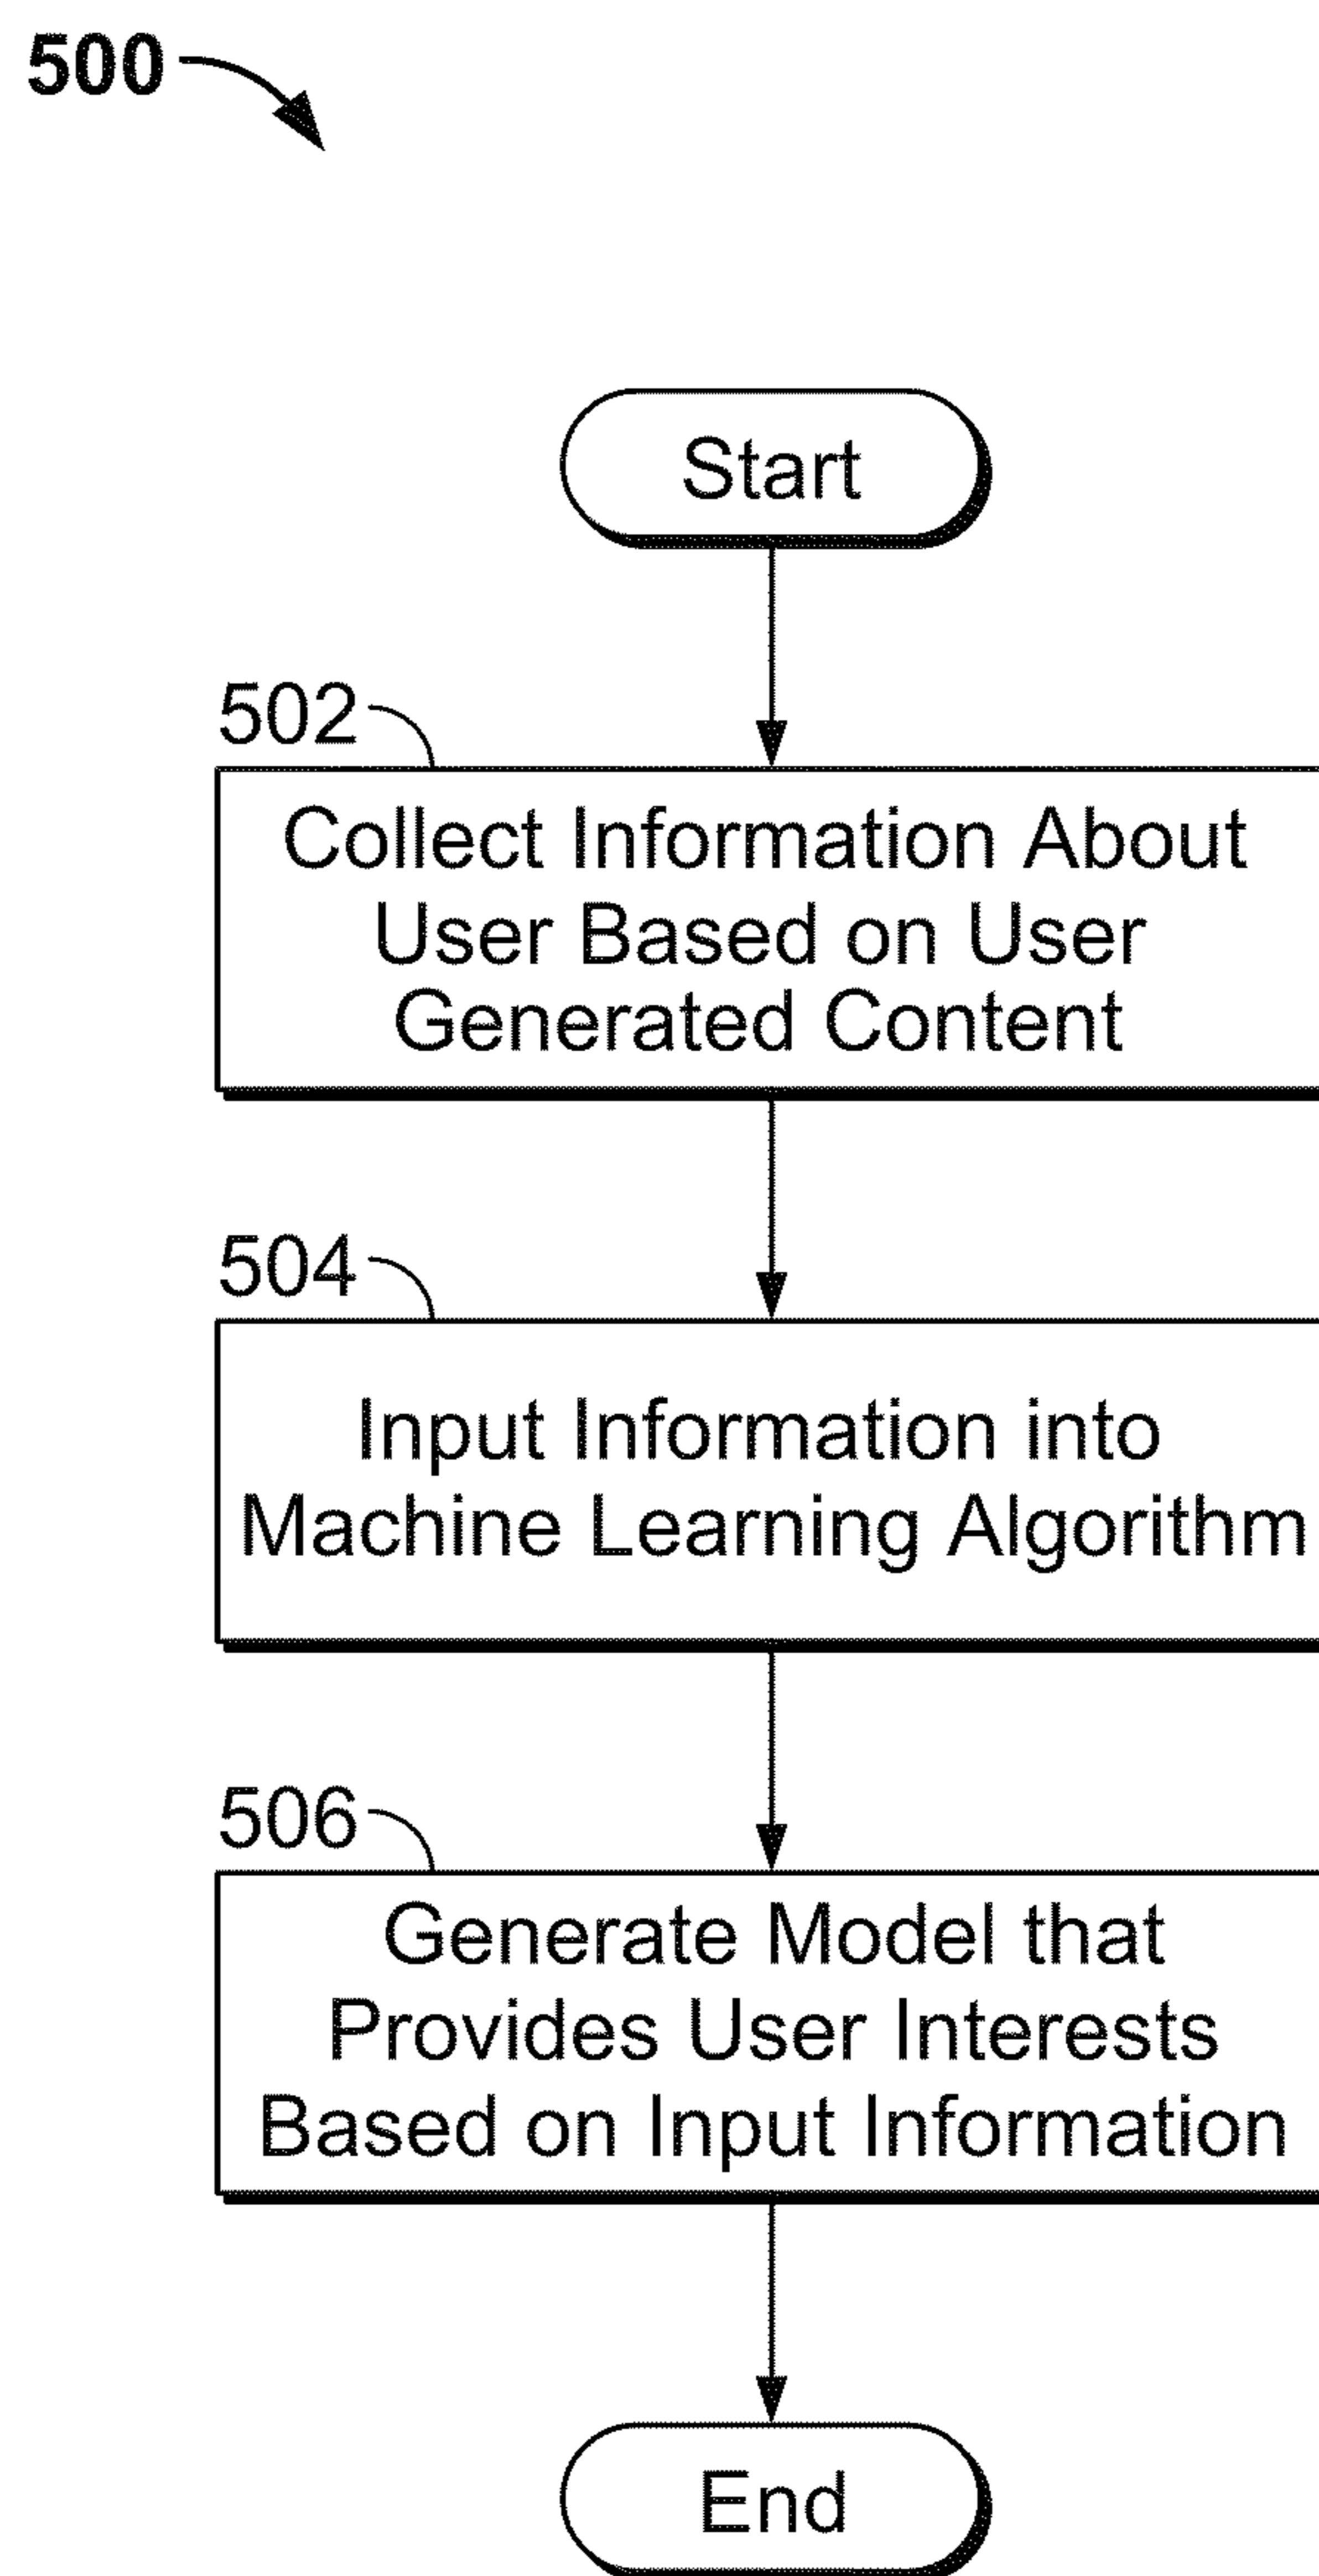 500
Start
502
Collect Information About
User Based on User
Generated Content
504
Input Information into
Machine Learning Algorithm
506
Generate Model that
Provides User Interests
Based on Input Information
End